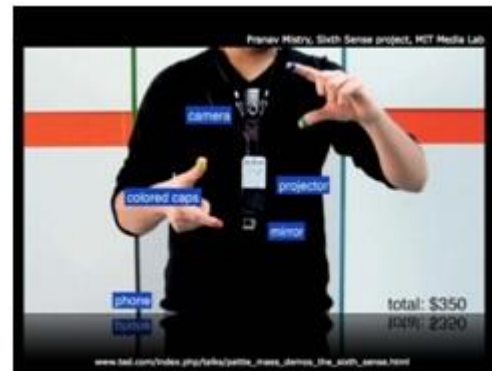 Pranav Mistry, Sixth Sense project, MIT Media Lab
camera
projector
colored caps
mirror
phone
total: $350
www.ted.com/index.php/talks/pattie_maes_demos_the_sixth_sense.html